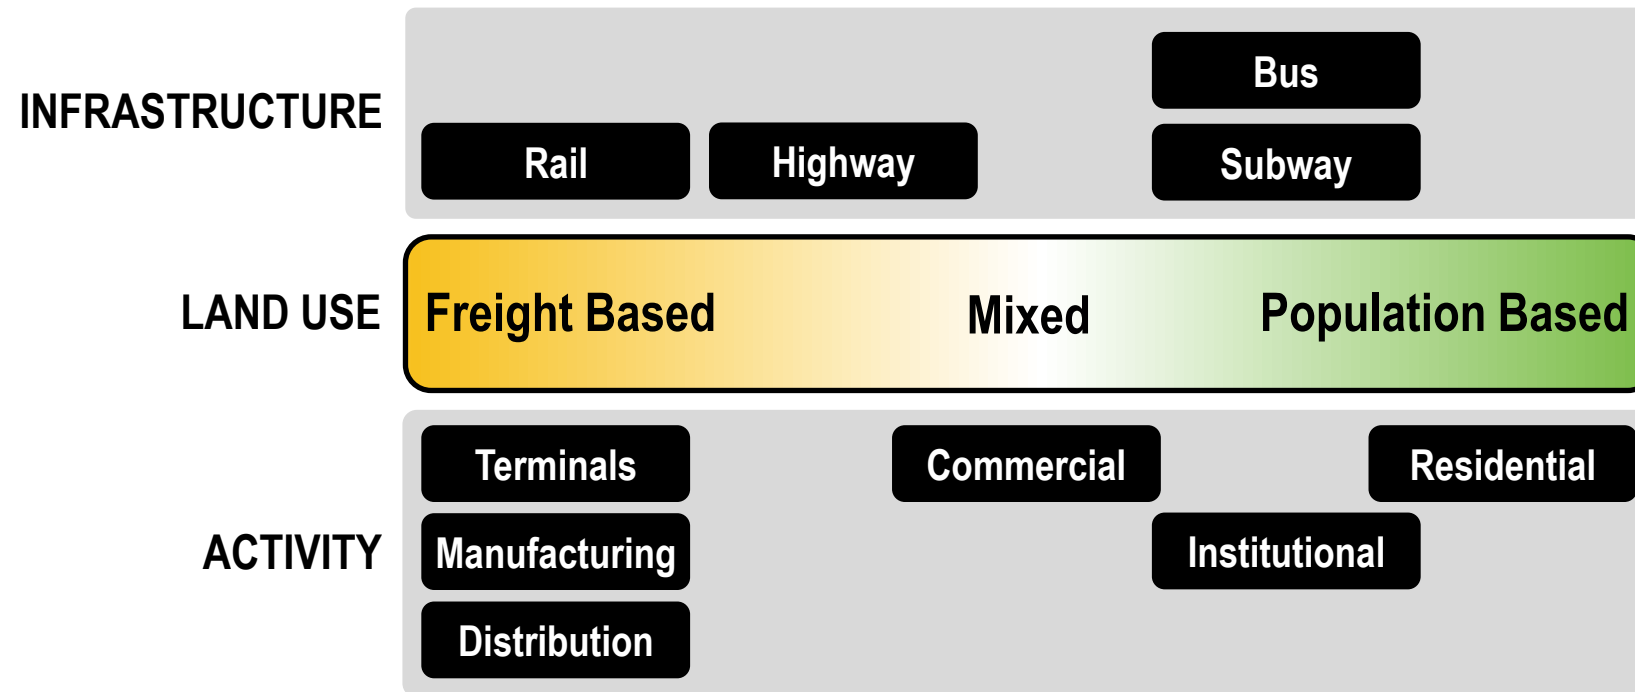 INFRASTRUCTURE
Bus
Rail
Highway
Subway
LAND USE
Freight Based
Mixed
Population Based
ACTIVITY
Terminals
Commercial
Residential
Manufacturing
Institutional
Distribution